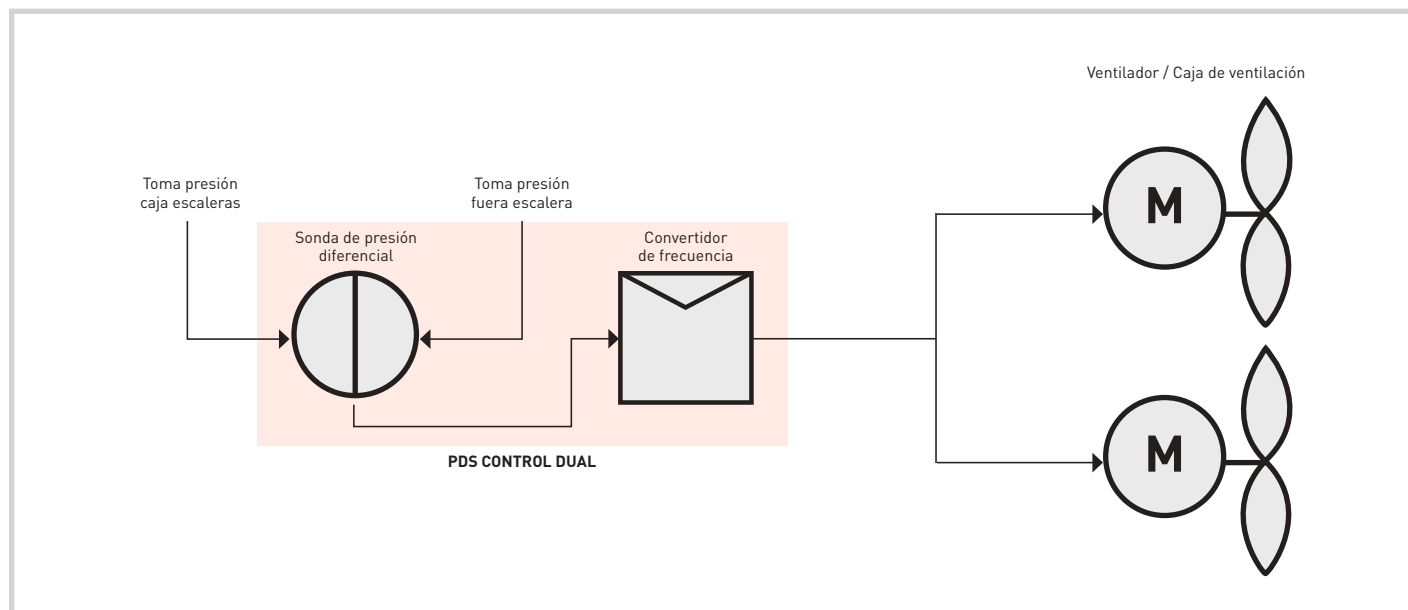 Ventilador / Caja de ventilación
Toma presión
caja escaleras
Toma presión
fuera escalera
Sonda de presión
diferencial
Convertidor
de frecuencia
M
PDS CONTROL DUAL
M